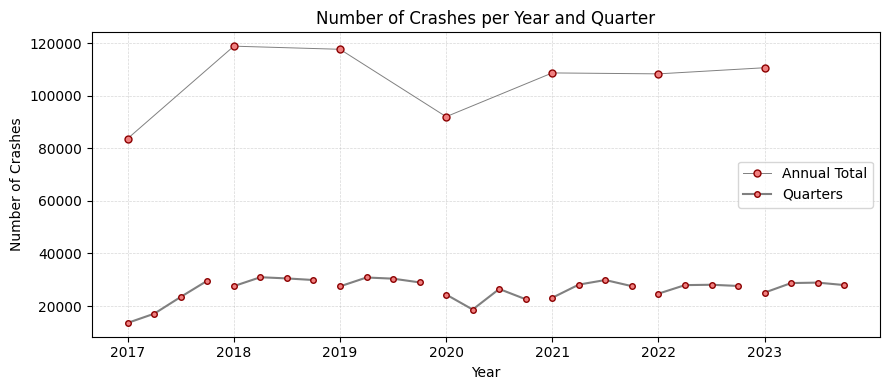 Number of Crashes per Year and Quarter
Number of Crashes
120000
100000
80000
60000
40000
20000
Annual Total
Quarters
2017 2018 2019 2020 2021 2022 2023
Year